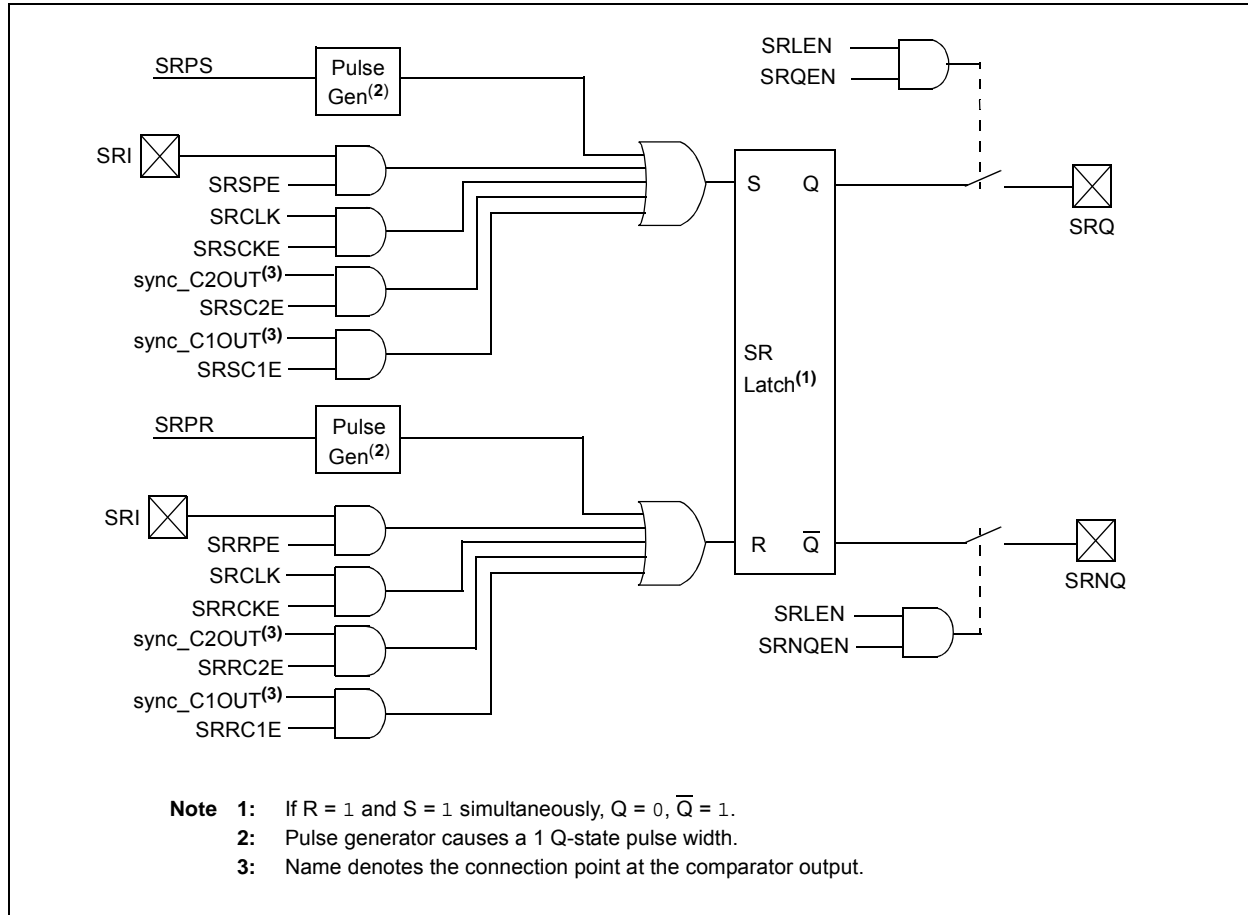 SRPS
Pulse
Gen(2)
SRI
SRSPE
SRCLK
SRSCKE
sync_C2OUT(3)
SRSC2E
sync_C1OUT(3)
SRSC1E
SRLEN
SRQEN
S Q
SRQ
SR
Latch(1)
SRPR
Pulse
Gen(2)
SRI
SRRPE
SRCLK
SRRCKE
sync_C2OUT(3)
SRRC2E
sync_C1OUT(3)
SRRC1E
R Q̅
SRNQ
SRLEN
SRNQEN
Note 1: If R = 1 and S = 1 simultaneously, Q = 0, Q̅ = 1.
2: Pulse generator causes a 1 Q-state pulse width.
3: Name denotes the connection point at the comparator output.